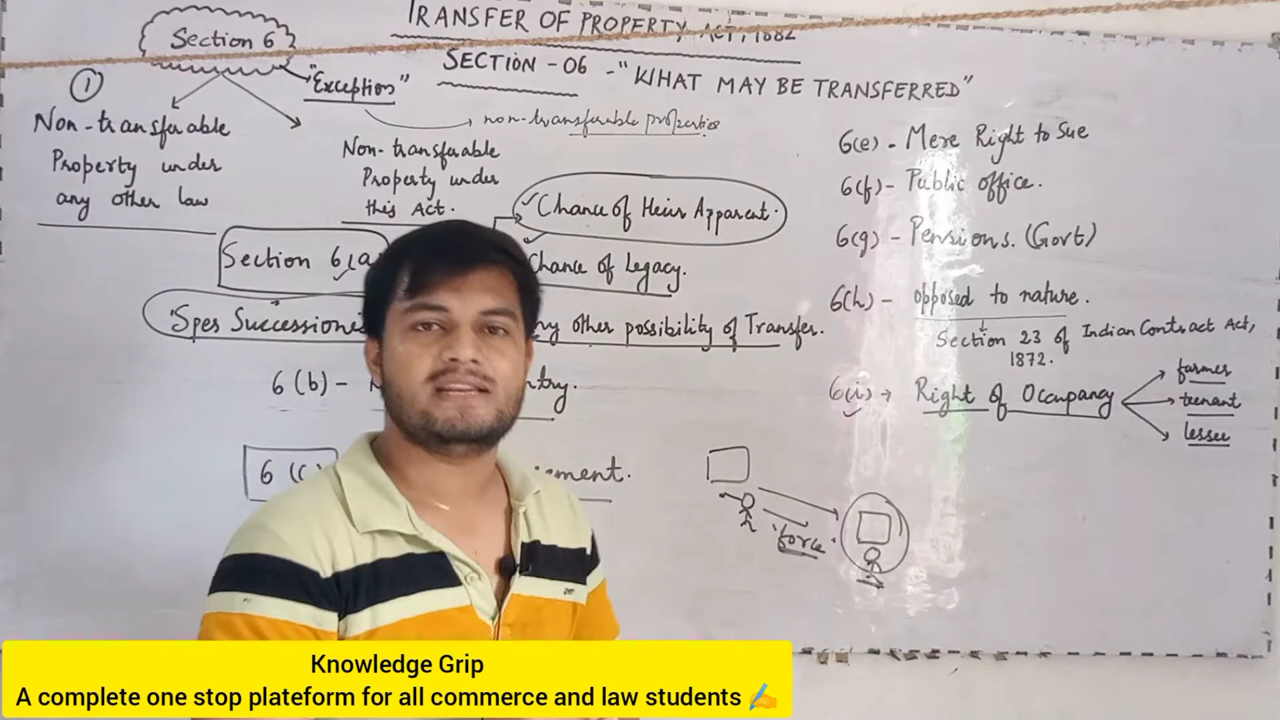 TRANSFER OF PROPERTY ACT, 1882
Section 6
SECTION - 06 - "WHAT MAY BE TRANSFERRED"
"Exception"
non-transferable properties
①
Non-transferable
Property under
any other law
Non-transferable
Property under
this Act.
Section 6(a
Chance of Heir Apparent.
Chance of Legacy.
Spes Successionis
other possibility of Transfer.
6 (b) -
6 (c)
6(e) - Mere Right to Sue
6(f) - Public office.
6(g) - Pensions. (Govt)
6(h) - opposed to nature.
Section 23 of Indian Contract Act,
1872.
6(i) → Right of Occupancy
farmer
tenant
lessee
"force"
Knowledge Grip
A complete one stop plateform for all commerce and law students ✍️